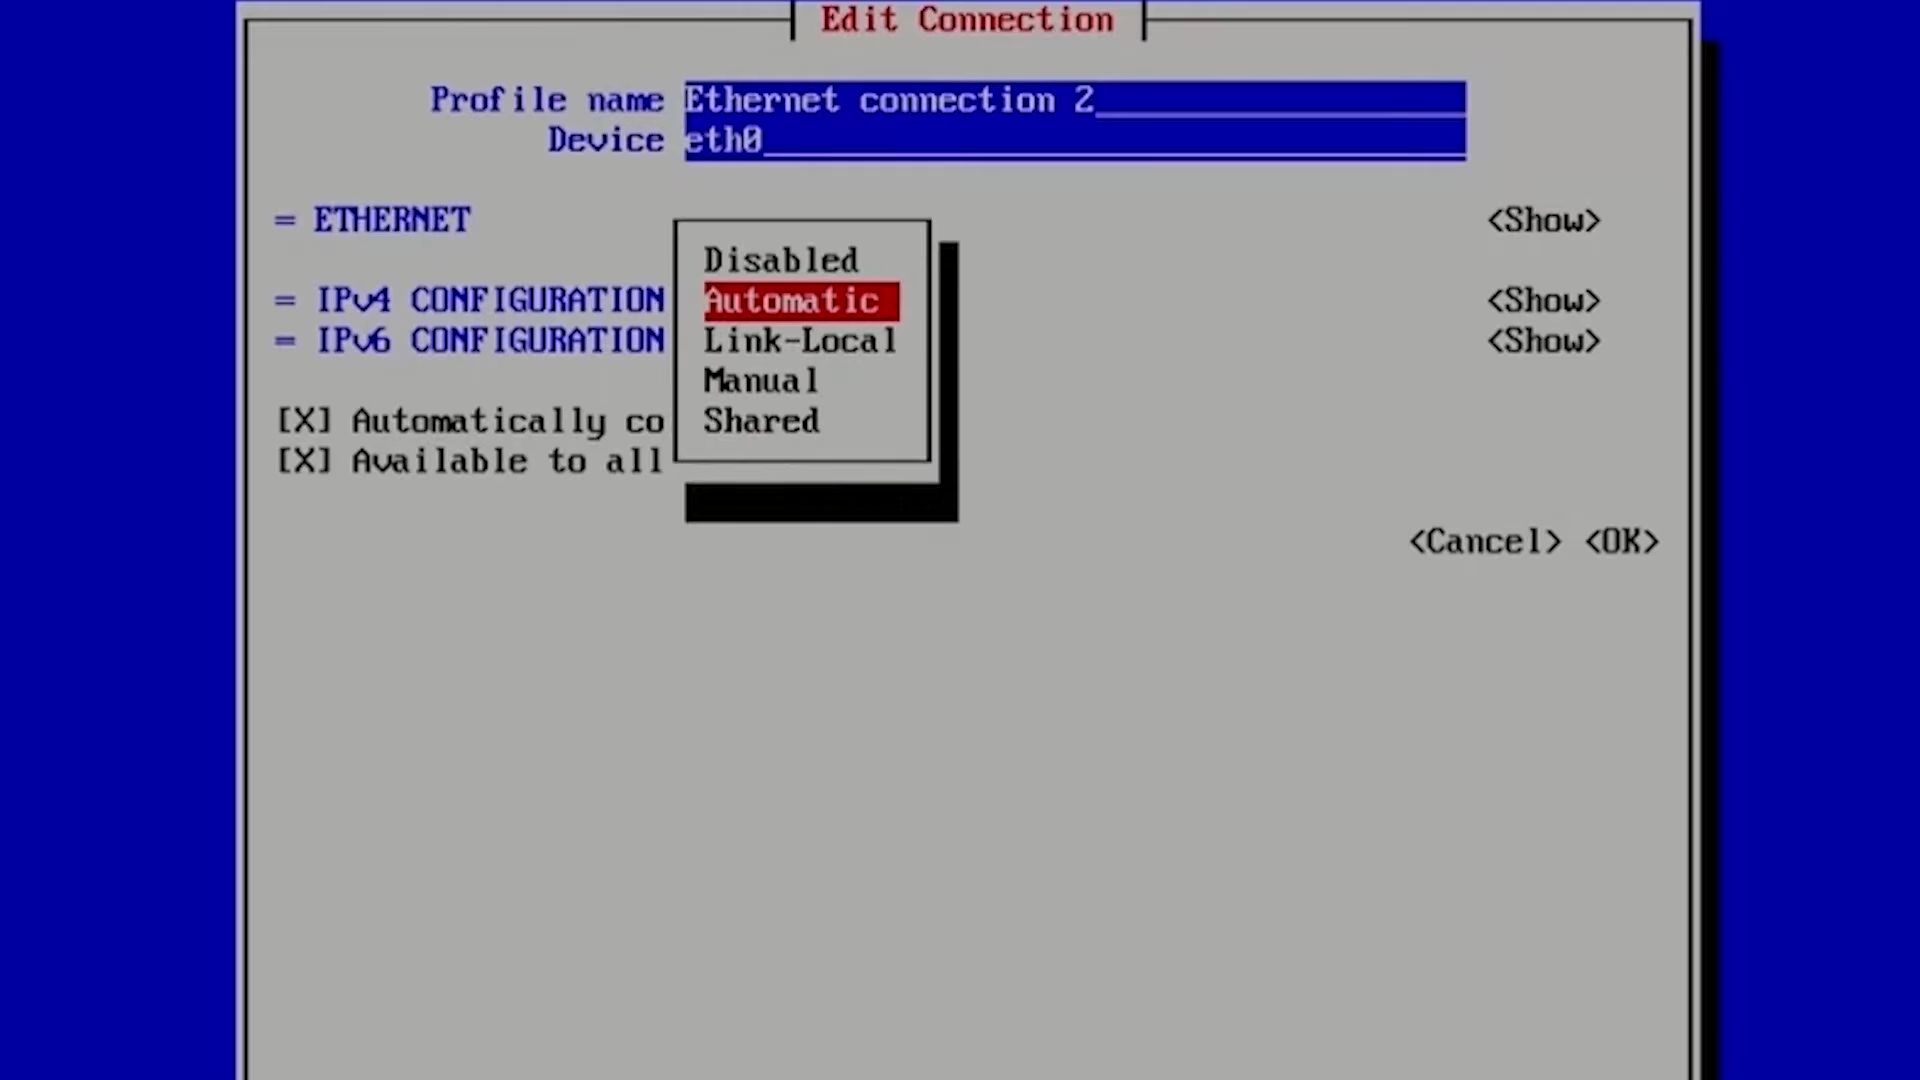 Edit Connection
Profile name Ethernet connection 2
Device eth0
= ETHERNET <Show>
Disabled
= IPv4 CONFIGURATION Automatic <Show>
= IPv6 CONFIGURATION Link-Local <Show>
Manual
[X] Automatically co Shared
[X] Available to all
<Cancel> <OK>